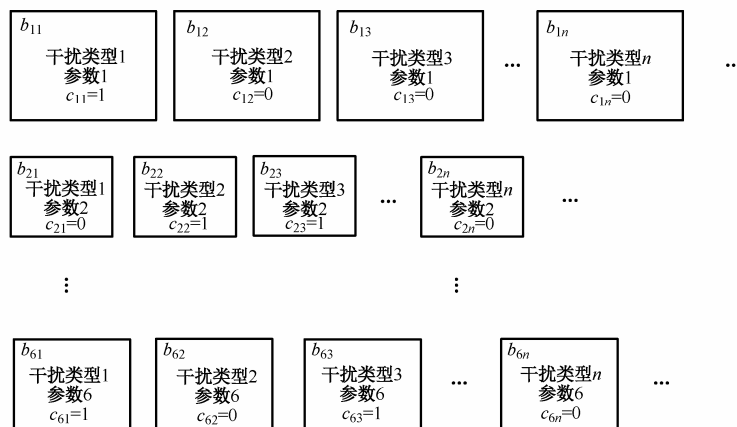 b₁₁ b₁₂ b₁₃ b₁ₙ
干扰类型1 干扰类型2 干扰类型3 干扰类型n
参数1 参数1 ... 参数1 ... 参数1 ...
c₁₁=1 c₁₂=0 c₁₃=0 c₁ₙ=0
b₂₁ b₂₂ b₂₃ b₂ₙ
干扰类型1 干扰类型2 干扰类型3 干扰类型n
参数2 参数2 参数2 ... 参数2 ...
c₂₁=0 c₂₂=1 c₂₃=1 c₂ₙ=0
⋮ ⋮
b₆₁ b₆₂ b₆₃ b₆ₙ
干扰类型1 干扰类型2 干扰类型3 ... 干扰类型n ...
参数6 参数6 参数6 参数6
c₆₁=1 c₆₂=0 c₆₃=1 c₆ₙ=0